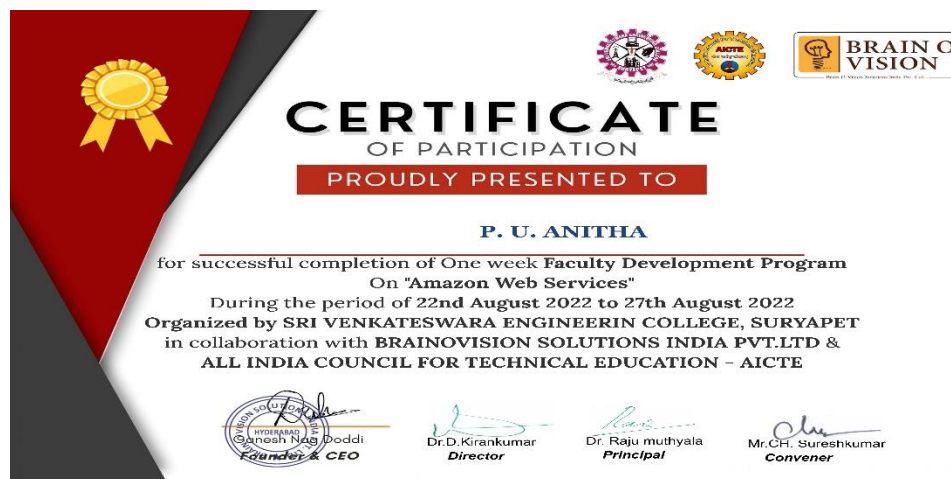 AICTE
BRAIN O
VISION
CERTIFICATE
OF PARTICIPATION
PROUDLY PRESENTED TO
P. U. ANITHA
for successful completion of One week Faculty Development Program
On "Amazon Web Services"
During the period of 22nd August 2022 to 27th August 2022
Organized by SRI VENKATESWARA ENGINEERIN COLLEGE, SURYAPET
in collaboration with BRAINOVISION SOLUTIONS INDIA PVT.LTD &
ALL INDIA COUNCIL FOR TECHNICAL EDUCATION - AICTE
HYDERABAD
Ganesh Nag Doddi
Founder & CEO
Dr.D.Kirankumar
Director
Dr. Raju muthyala
Principal
Mr.CH. Sureshkumar
Convener